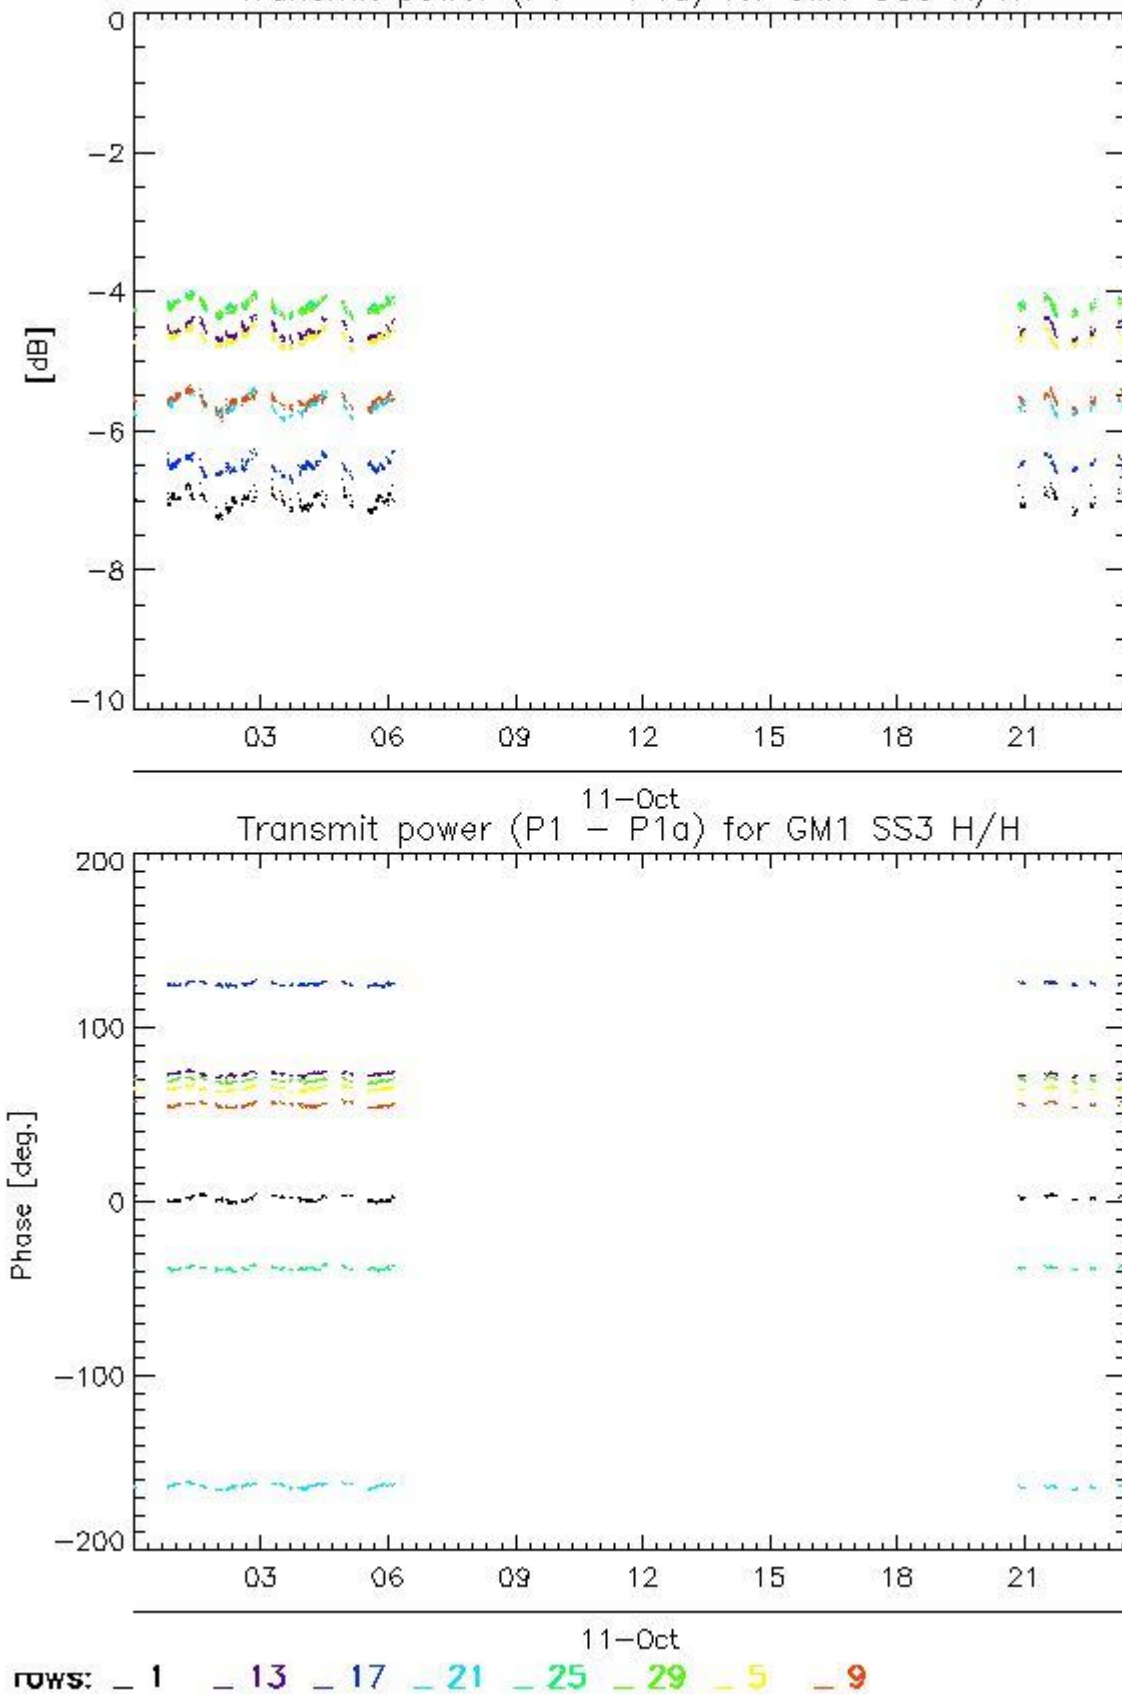 0
-2
-4
[dB]
-6
-8
-10
03 06 09 12 15 18 21
11-Oct
Transmit power (P1 - P1a) for GM1 SS3 H/H
200
100
0
Phase [deg.]
-100
-200
03 06 09 12 15 18 21
11-Oct
rows: _ 1 _ 13 _ 17 _ 21 _ 25 _ 29 _ 5 _ 9